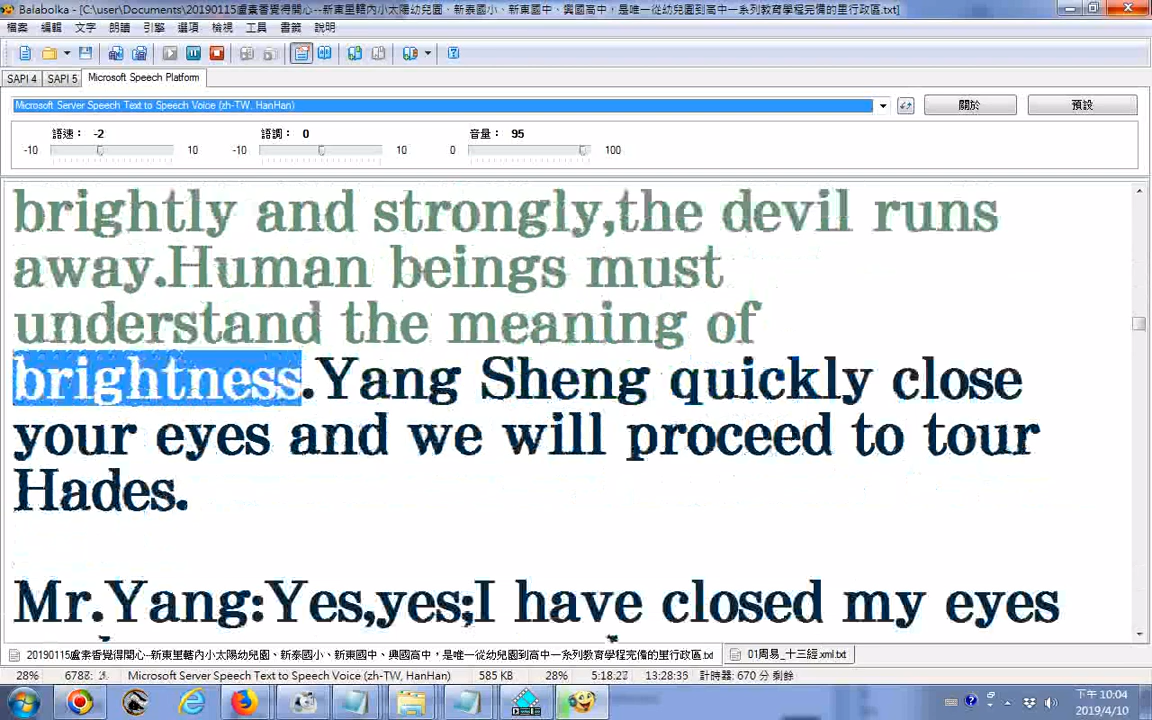 Balabolka - [C:\user\Documents\20190115盧素香覺得開心--新東里轄內小太陽幼兒園、新泰國小、新東國中、興國高中，是唯一從幼兒園到高中一系列教育學程完備的里行政區.txt]
檔案 編輯 文字 朗讀 引擎 選項 檢視 工具 書籤 說明
SAPI 4 SAPI 5 Microsoft Speech Platform
Microsoft Server Speech Text to Speech Voice (zh-TW, HanHan)
關於 預設
語速： -2 語調： 0 音量： 95
-10 10 -10 10 0 100
brightly and strongly,the devil runs
away.Human beings must
understand the meaning of
brightness.Yang Sheng quickly close
your eyes and we will proceed to tour
Hades.
Mr.Yang:Yes,yes;I have closed my eyes
20190115盧素香覺得開心--新東里轄內小太陽幼兒園、新泰國小、新東國中、興國高中，是唯一從幼兒園到高中一系列教育學程完備的里行政區.txt 01周易_十三經.xml.txt
28% Microsoft Server Speech Text to Speech Voice (zh-TW, HanHan) 585 KB 28% 5:18:27 13:28:35 計時器: 670 分 剩餘
下午 10:04
2019/4/10